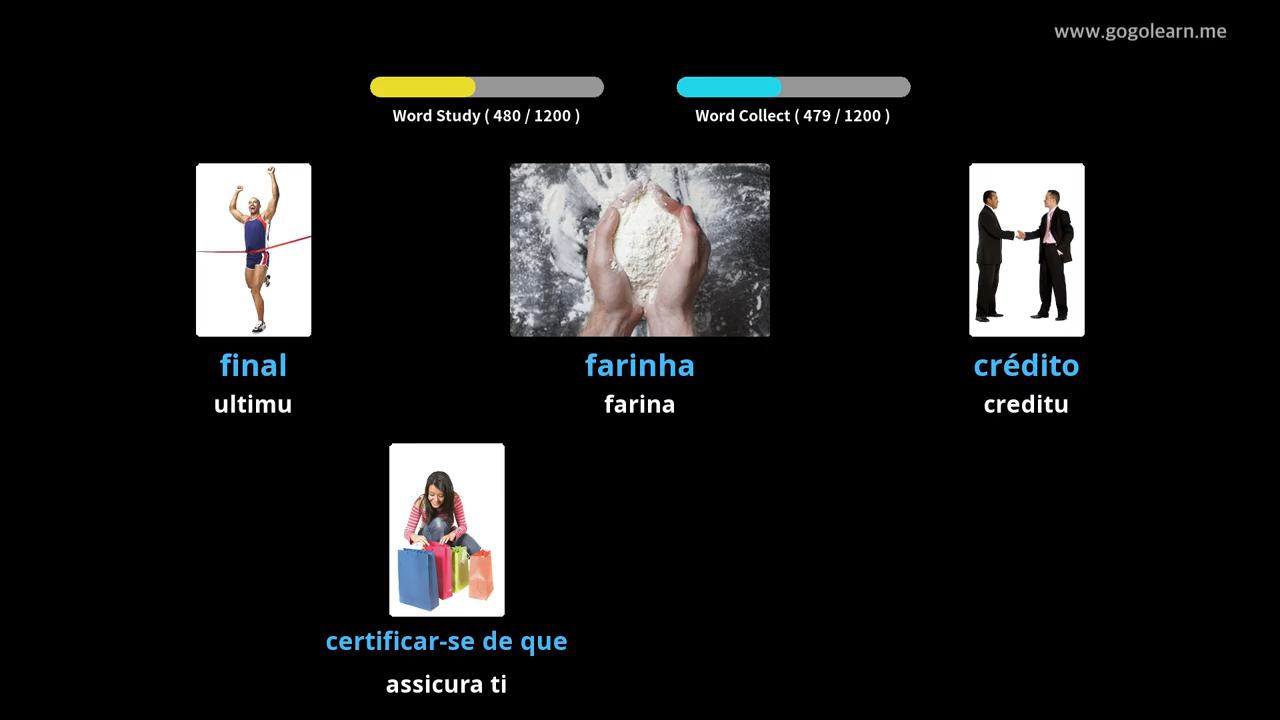 www.gogolearn.me
Word Study ( 480 / 1200 )
Word Collect ( 479 / 1200 )
final
farinha
crédito
ultimu
farina
creditu
certificar-se de que
assicura ti